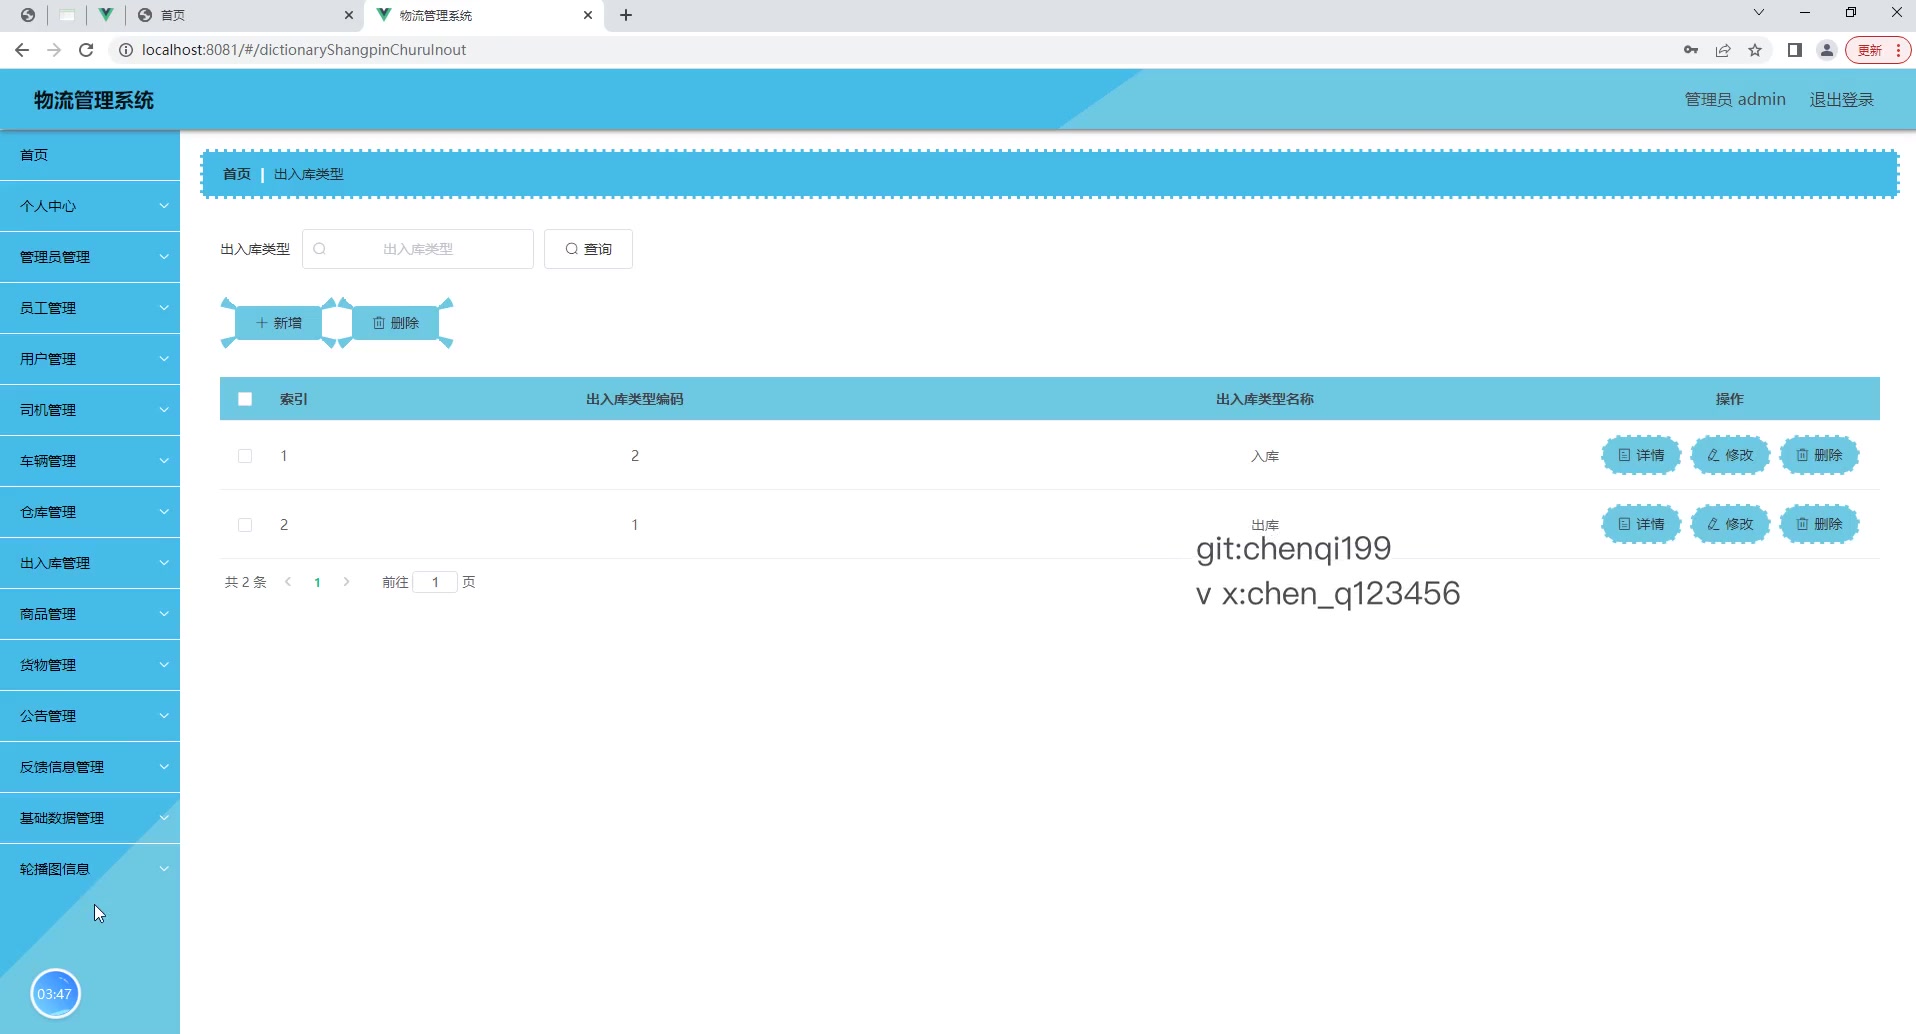 首页
物流管理系统
localhost:8081/#/dictionaryShangpinChuruInout
更新
物流管理系统
管理员 admin
退出登录
首页
个人中心
管理员管理
员工管理
用户管理
司机管理
车辆管理
仓库管理
出入库管理
商品管理
货物管理
公告管理
反馈信息管理
基础数据管理
轮播图信息
03:47
首页 | 出入库类型
出入库类型 出入库类型 查询
新增 删除
索引 出入库类型编码 出入库类型名称 操作
1 2 入库 详情 修改 删除
2 1 出库 详情 修改 删除
git:chenqi199
v x:chen_q123456
共 2 条 1 前往 1 页